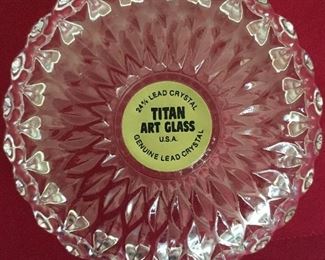 24% LEAD CRYSTAL
TITAN
ART GLASS
U.S.A.
GENUINE LEAD CRYSTAL